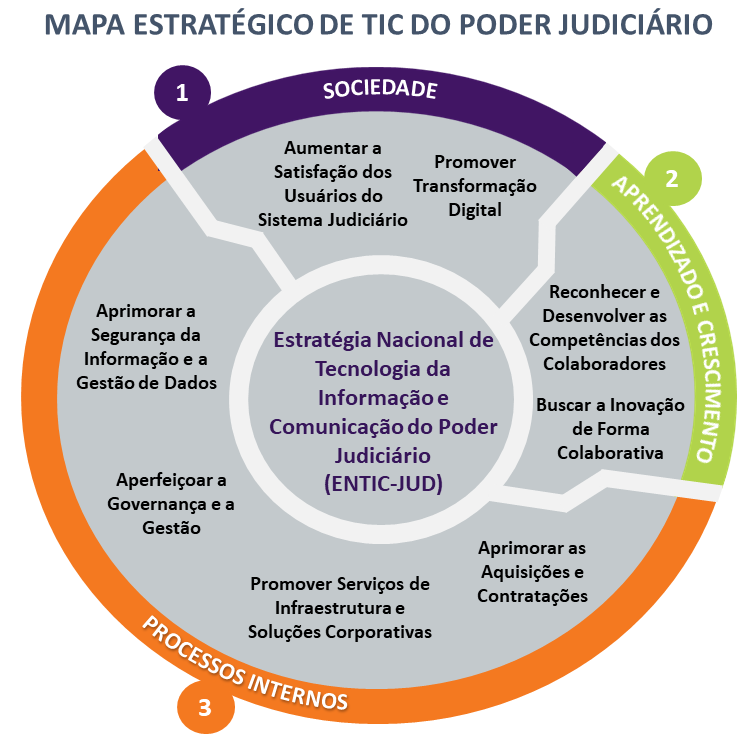 MAPA ESTRATÉGICO DE TIC DO PODER JUDICIÁRIO
1
SOCIEDADE
Aumentar a
Satisfação dos
Usuários do
Sistema Judiciário
Promover
Transformação
Digital
2
APRENDIZADO E CRESCIMENTO
Reconhecer e
Desenvolver as
Competências dos
Colaboradores
Buscar a Inovação
de Forma
Colaborativa
Estratégia Nacional de
Tecnologia da
Informação e
Comunicação do Poder
Judiciário
(ENTIC-JUD)
Aprimorar a
Segurança da
Informação e a
Gestão de Dados
Aperfeiçoar a
Governança e a
Gestão
Promover Serviços de
Infraestrutura e
Soluções Corporativas
Aprimorar as
Aquisições e
Contratações
PROCESSOS INTERNOS
3